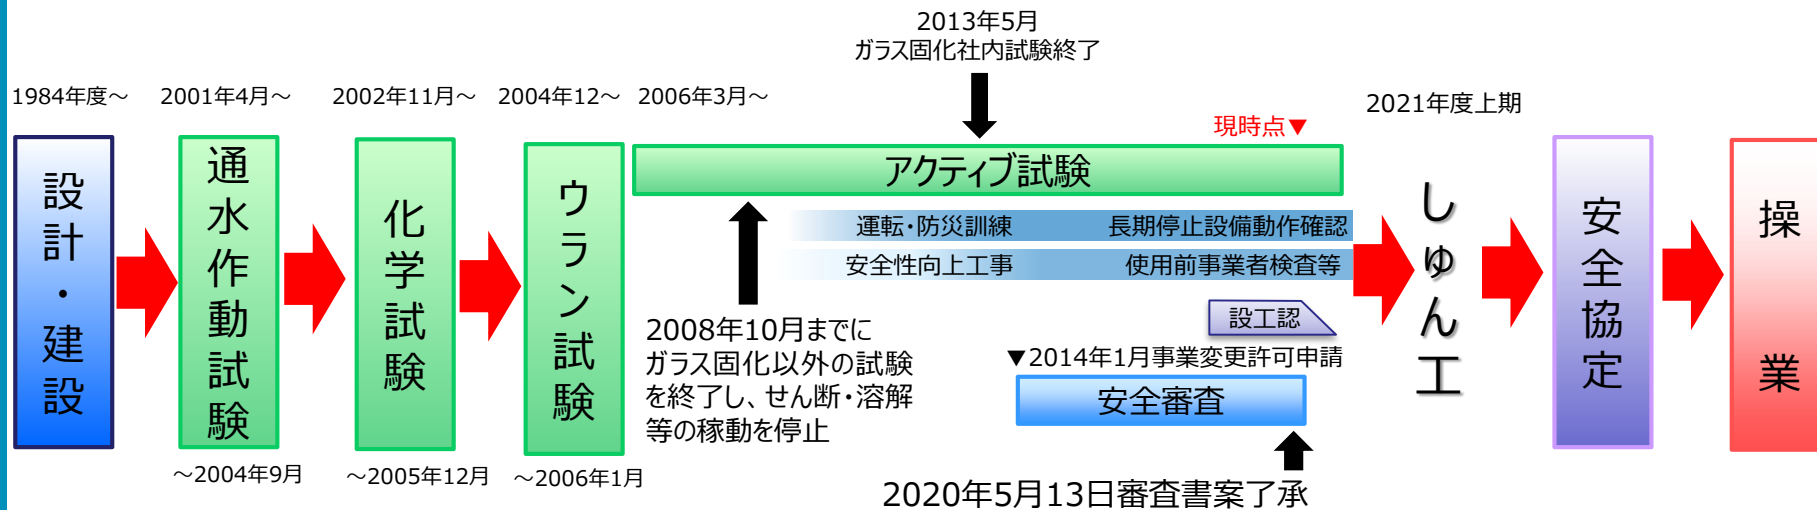 2013年5月
ガラス固化社内試験終了
1984年度～
2001年4月～
2002年11月～
2004年12～
2006年3月～
2021年度上期
現時点▼
設計・建設
通水作動試験
化学試験
ウラン試験
アクティブ試験
運転・防災訓練
長期停止設備動作確認
安全性向上工事
使用前事業者検査等
しゅん工
安全協定
操業
設工認
2008年10月までに
ガラス固化以外の試験
を終了し、せん断・溶解
等の稼動を停止
▼2014年1月事業変更許可申請
安全審査
～2004年9月
～2005年12月
～2006年1月
2020年5月13日審査書案了承